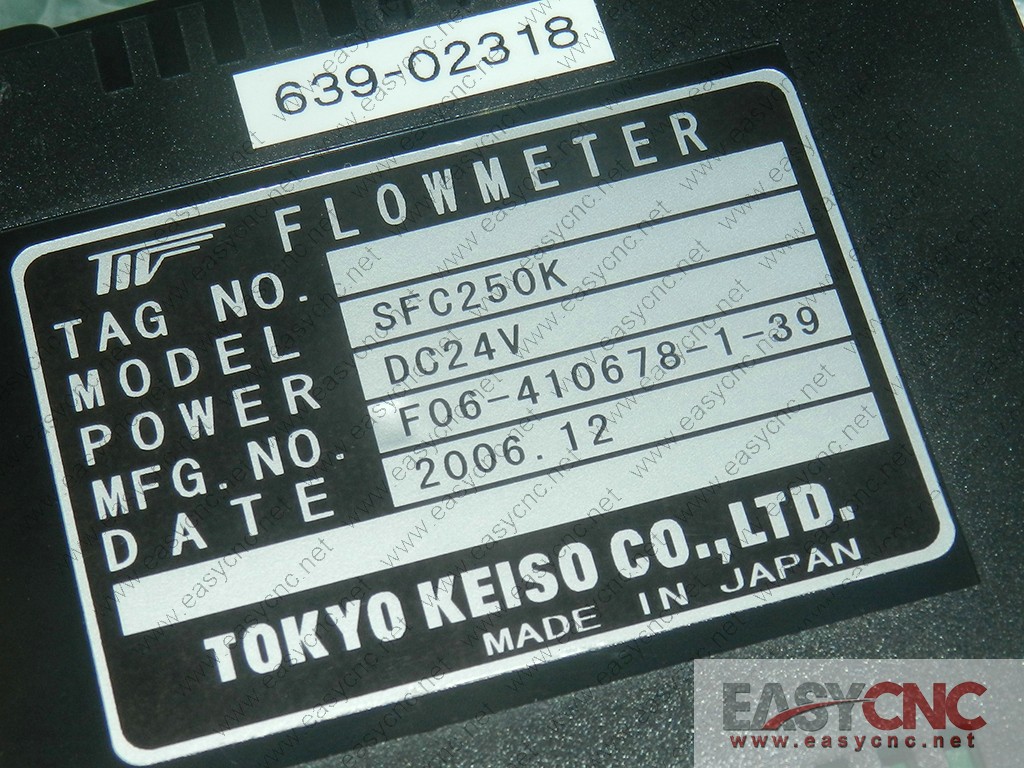 639-02318
FLOWMETER
TAG NO.
MODEL SFC250K
POWER DC24V
MFG.NO. F06-410678-1-39
DATE 2006.12
TOKYO KEISO CO.,LTD.
MADE IN JAPAN
EASYCNC
www.easycnc.net